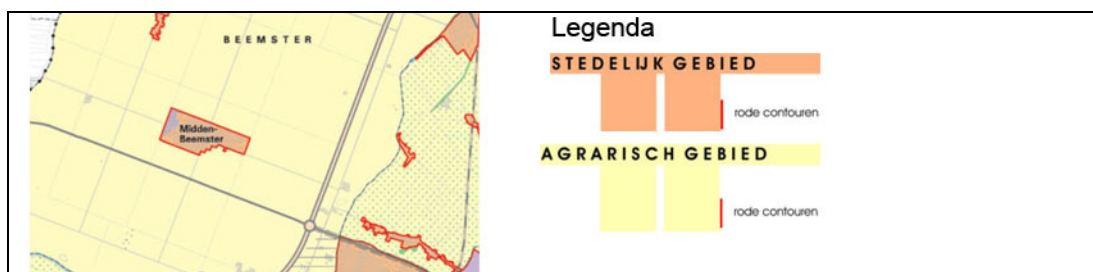 BEEMSTER
Midden-
Beemster
Legenda
STEDELIJK GEBIED
rode contouren
AGRARISCH GEBIED
rode contouren